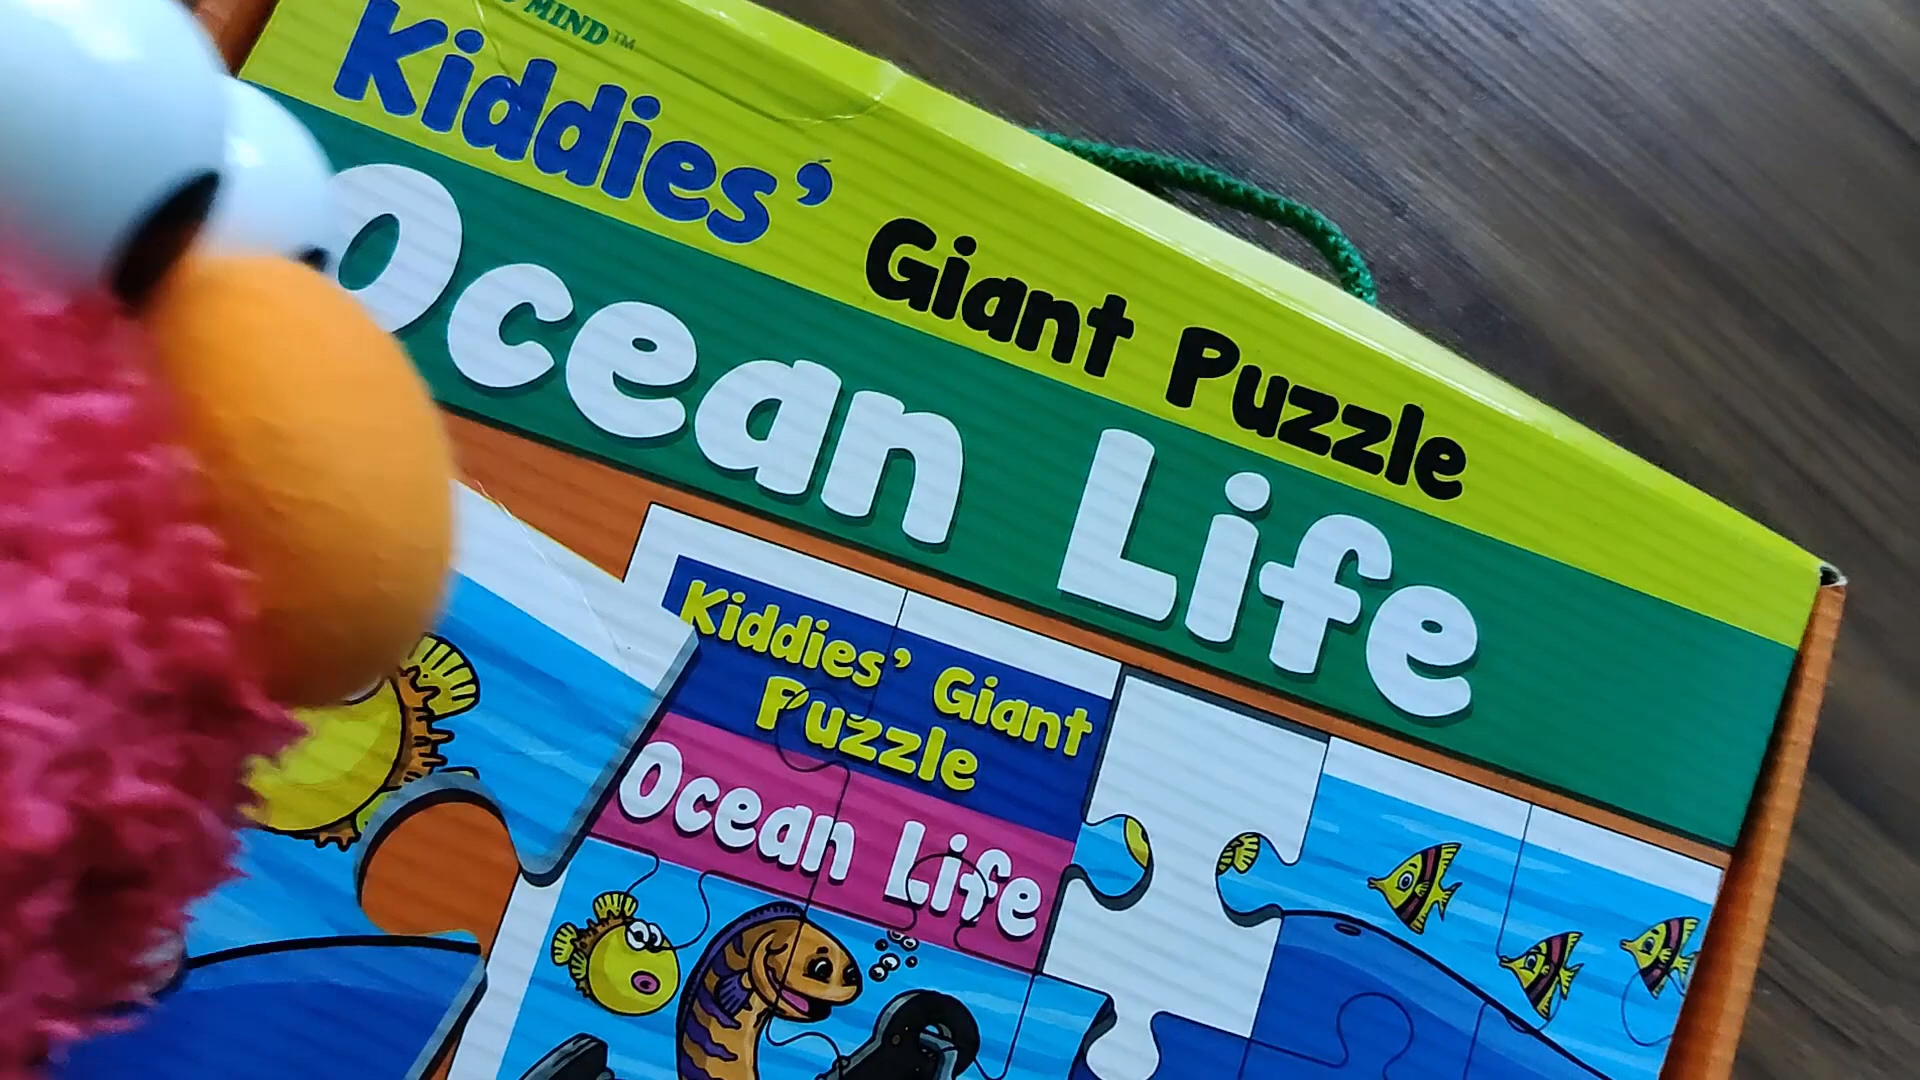 MIND™
Kiddies’ Giant Puzzle
Ocean Life
Kiddies’ Giant
Puzzle
Ocean Life